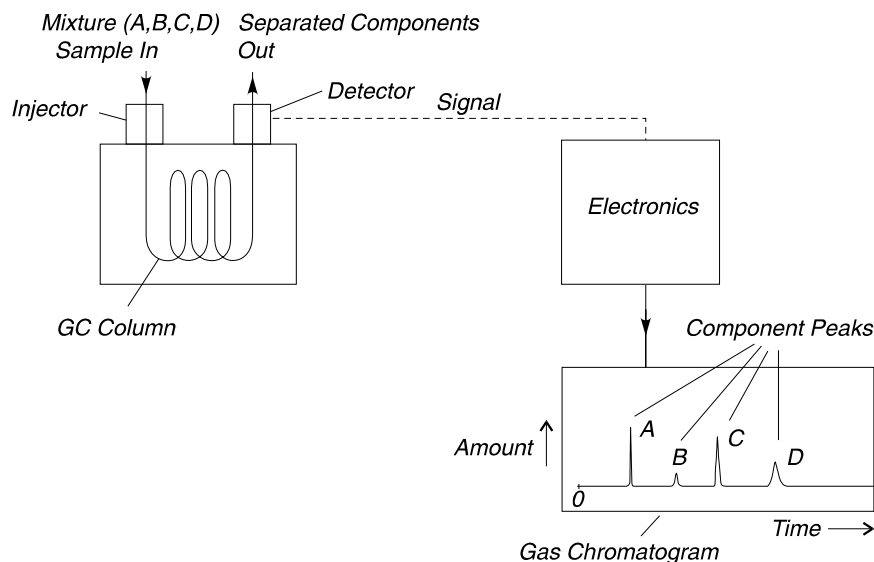 Mixture (A,B,C,D)
Sample In
Separated Components
Out
Injector
Detector
Signal
Electronics
GC Column
Component Peaks
Amount
A
B
C
D
0
Time
Gas Chromatogram